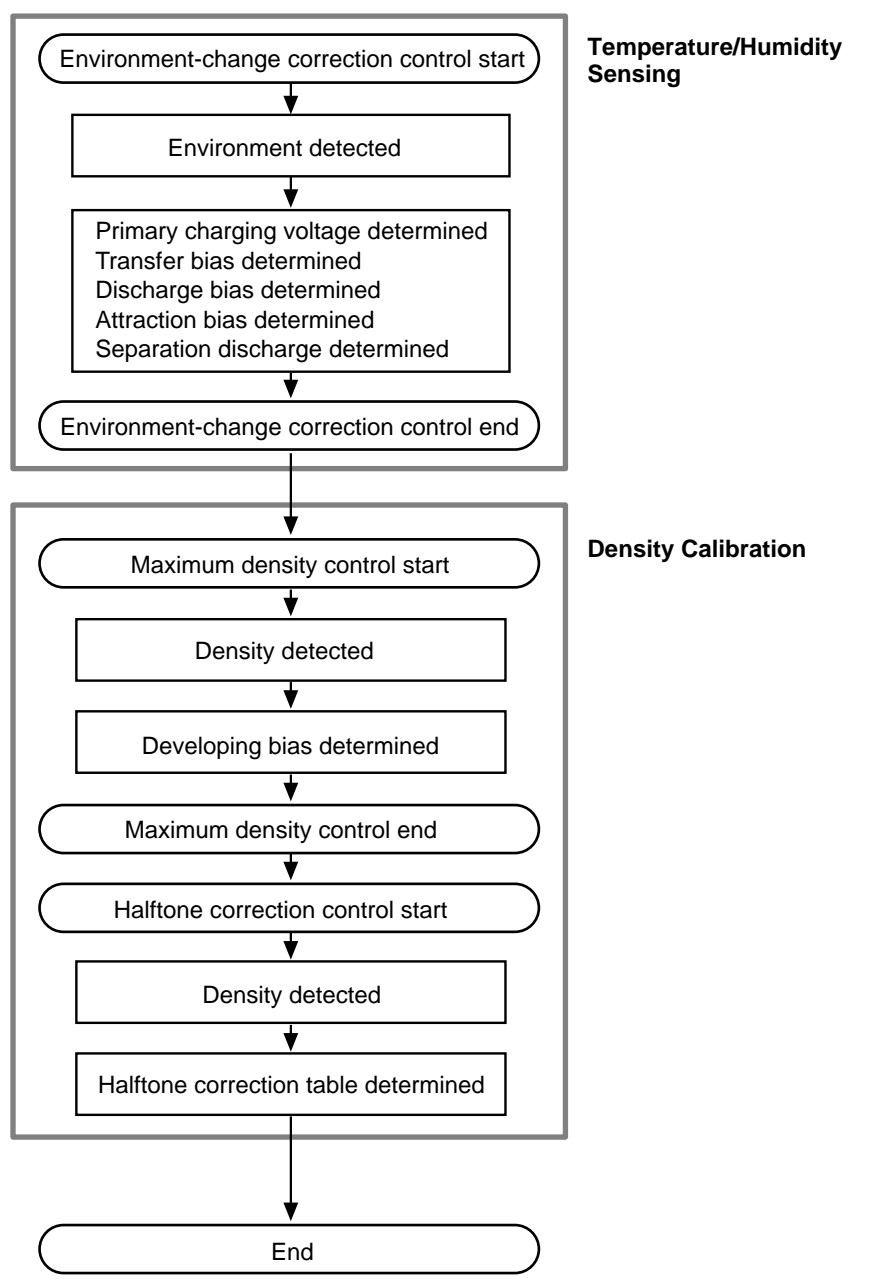 Environment-change correction control start
Temperature/Humidity
Sensing
Environment detected
Primary charging voltage determined
Transfer bias determined
Discharge bias determined
Attraction bias determined
Separation discharge determined
Environment-change correction control end
Maximum density control start
Density Calibration
Density detected
Developing bias determined
Maximum density control end
Halftone correction control start
Density detected
Halftone correction table determined
End